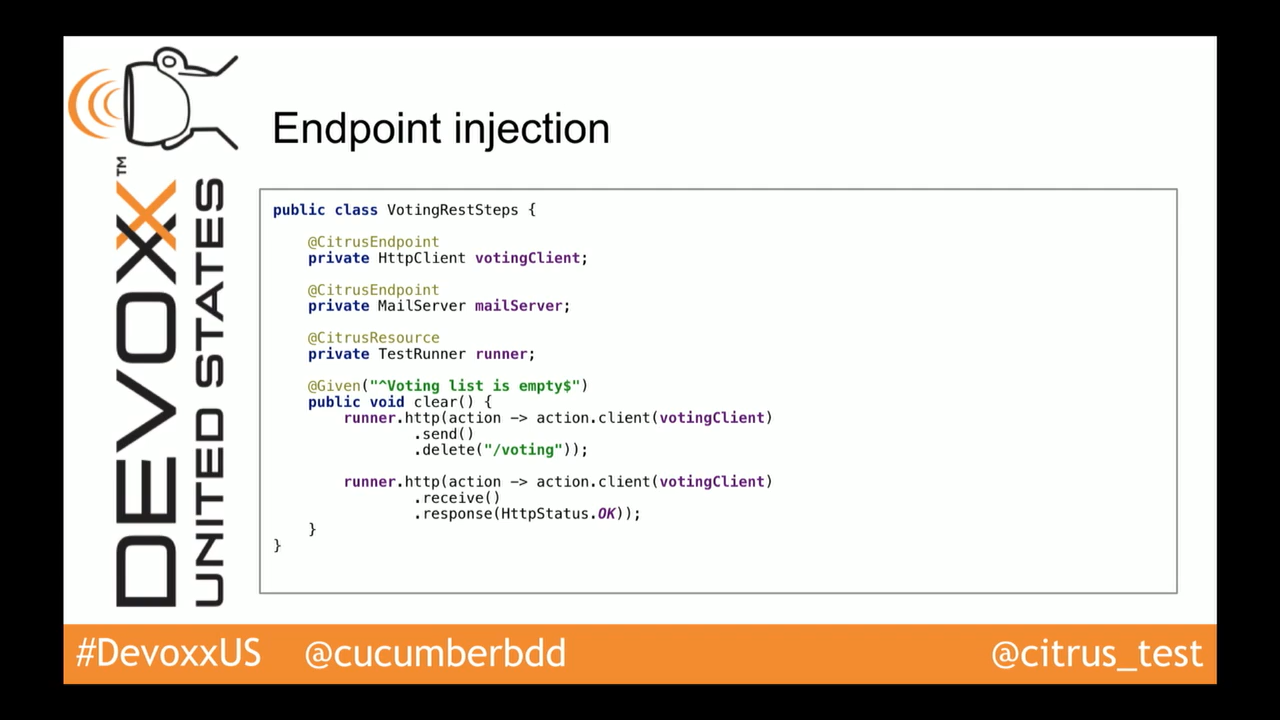 DEVOXX™
UNITED STATES
Endpoint injection
public class VotingRestSteps {
    @CitrusEndpoint
    private HttpClient votingClient;
    @CitrusEndpoint
    private MailServer mailServer;
    @CitrusResource
    private TestRunner runner;
    @Given("^Voting list is empty$")
    public void clear() {
        runner.http(action -> action.client(votingClient)
                .send()
                .delete("/voting"));
        runner.http(action -> action.client(votingClient)
                .receive()
                .response(HttpStatus.OK));
    }
}
#DevoxxUS @cucumberbdd @citrus_test